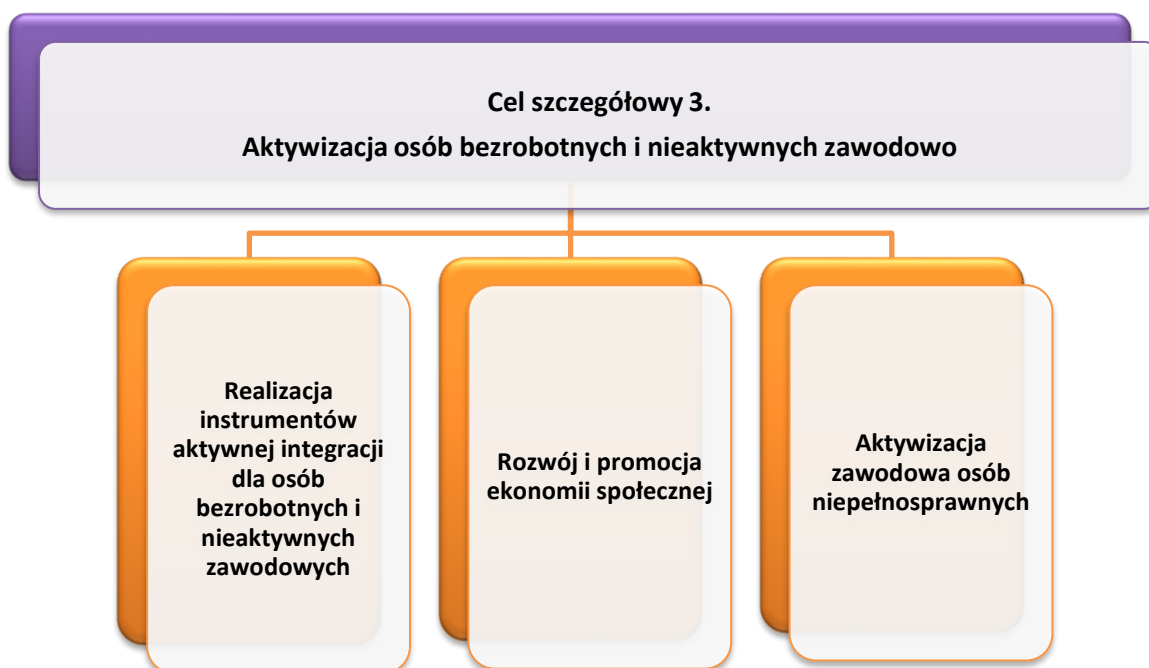 Cel szczegółowy 3.
Aktywizacja osób bezrobotnych i nieaktywnych zawodowo
Realizacja
instrumentów
aktywnej integracji
dla osób
bezrobotnych i
nieaktywnych
zawodowych
Rozwój i promocja
ekonomii społecznej
Aktywizacja
zawodowa osób
niepełnosprawnych